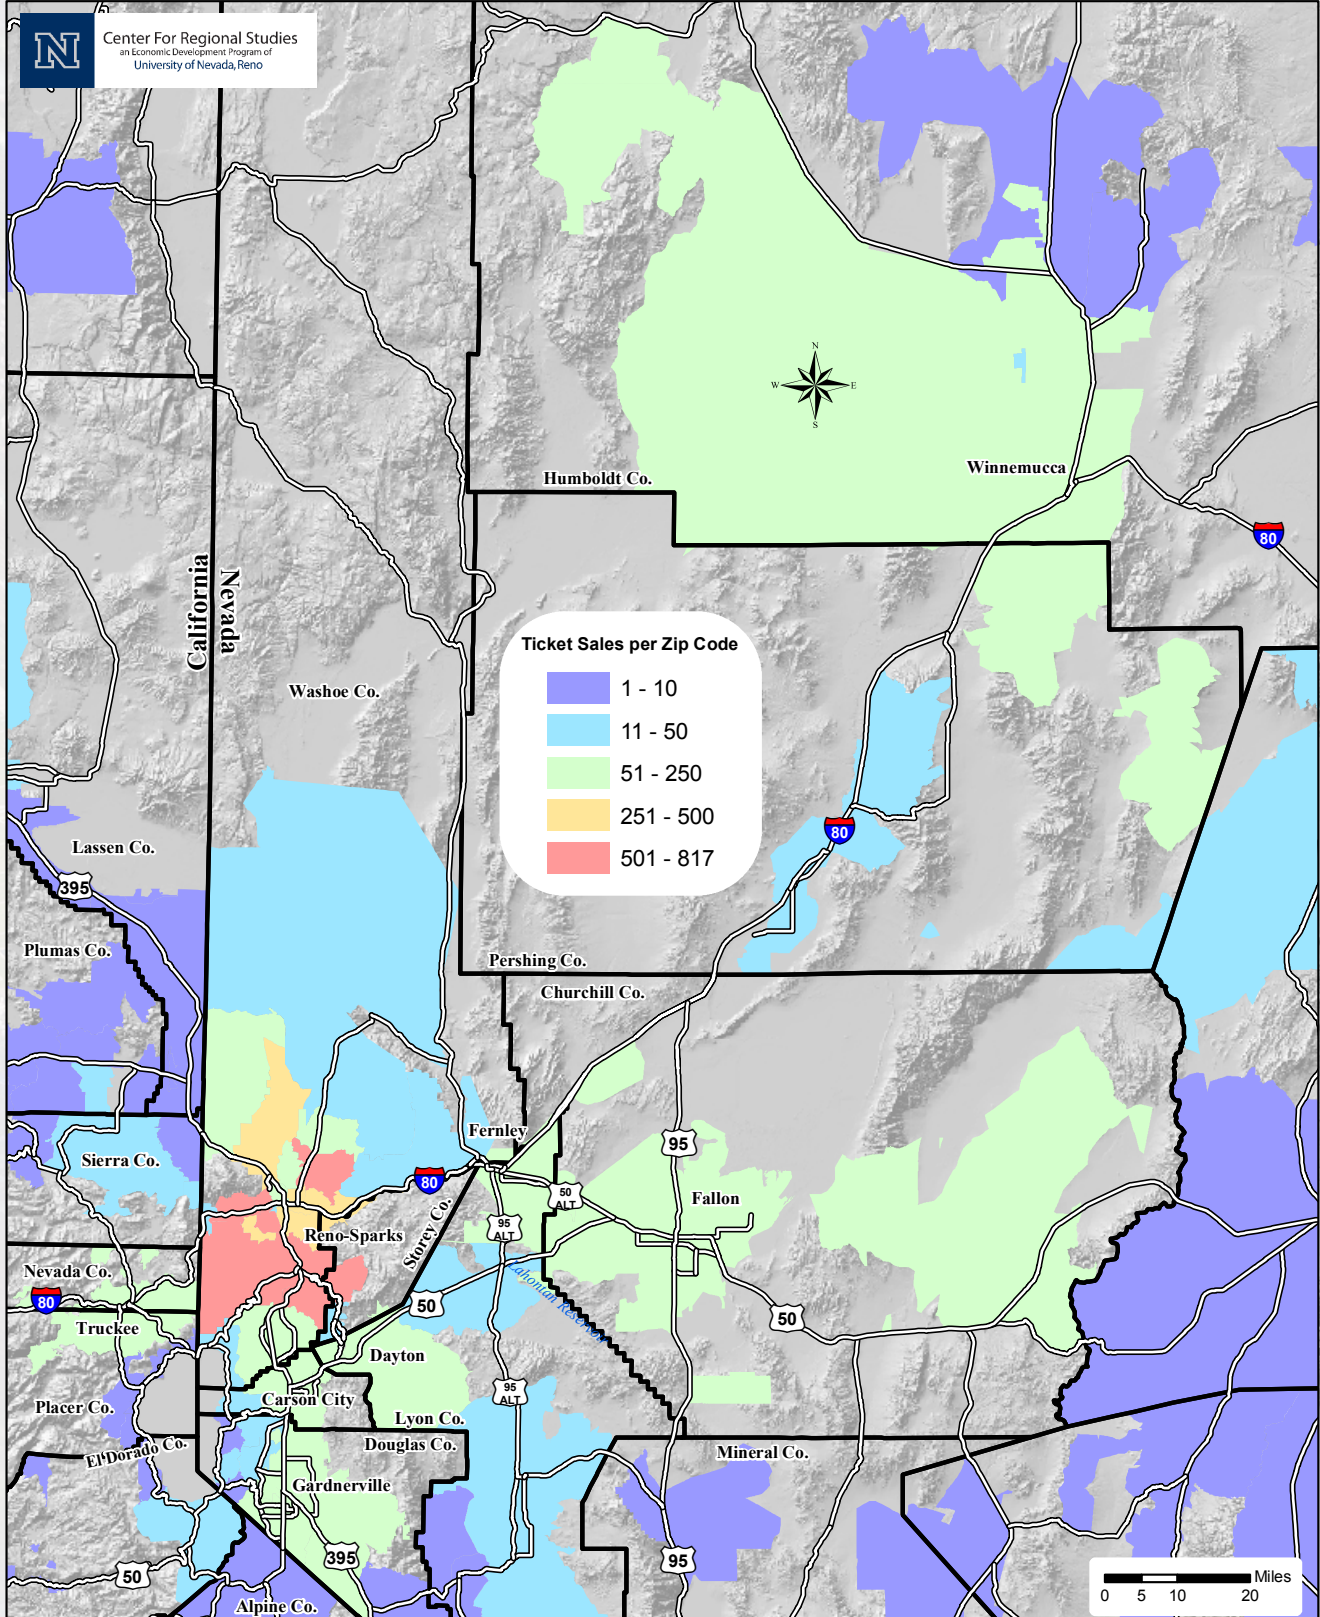 N
Center For Regional Studies
an Economic Development Program of
University of Nevada, Reno
N
W
E
S
Winnemucca
Humboldt Co.
80
California
Nevada
Ticket Sales per Zip Code
1 - 10
11 - 50
51 - 250
251 - 500
501 - 817
Washoe Co.
80
Lassen Co.
395
Plumas Co.
Pershing Co.
Churchill Co.
Fernley
95
Sierra Co.
80
50
ALT
Fallon
Reno-Sparks
Storey Co.
95
ALT
Nevada Co.
80
Lahontan Reservoir
50
50
Truckee
Dayton
95
ALT
Carson City
Placer Co.
Lyon Co.
Douglas Co.
El Dorado Co.
Mineral Co.
Gardnerville
395
95
50
Miles
0 5 10 20
Alpine Co.